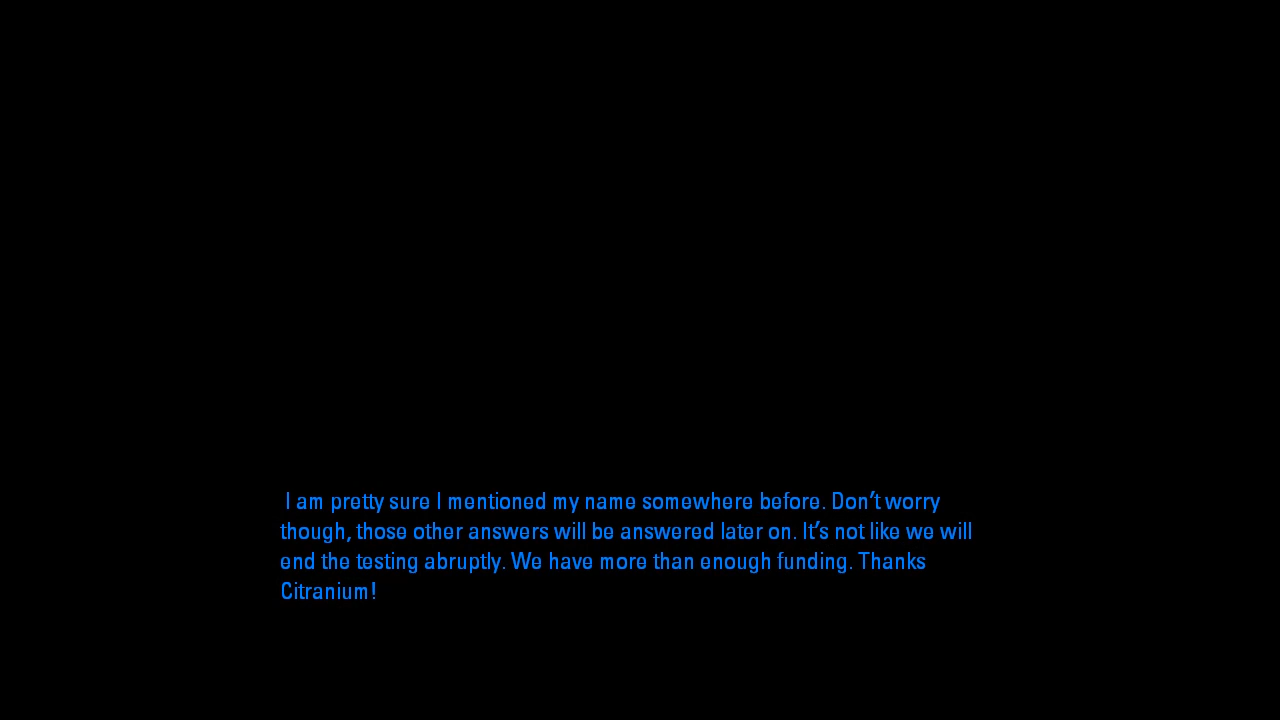 I am pretty sure I mentioned my name somewhere before. Don't worry
though, those other answers will be answered later on. It's not like we will
end the testing abruptly. We have more than enough funding. Thanks
Citranium!